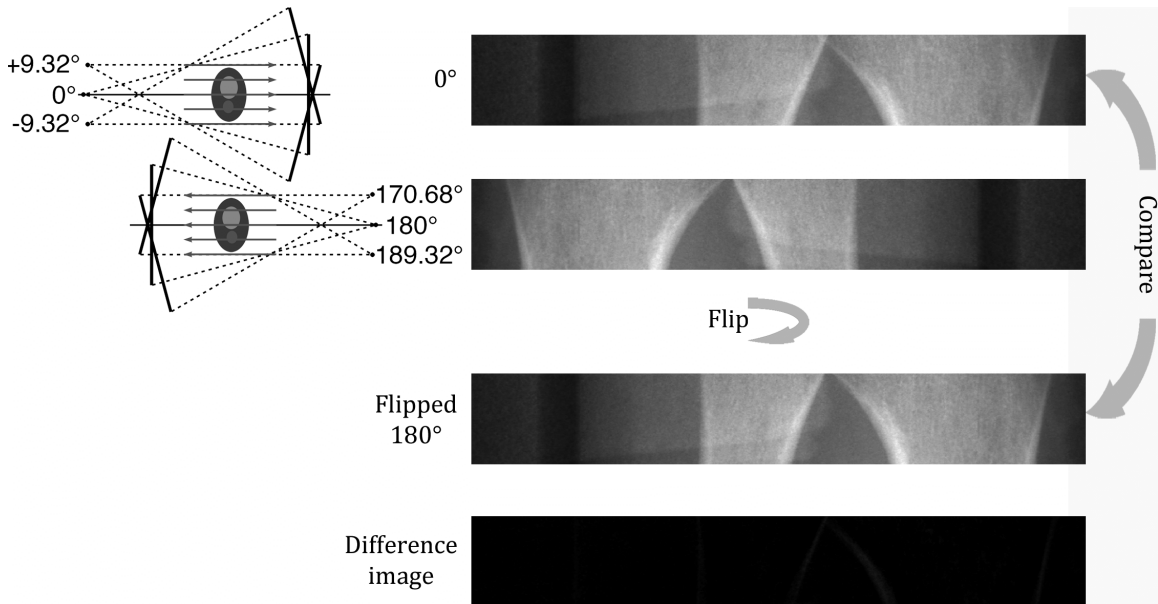 +9.32°
0°
-9.32°
0°
170.68°
180°
189.32°
Compare
Flip
Flipped
180°
Difference
image